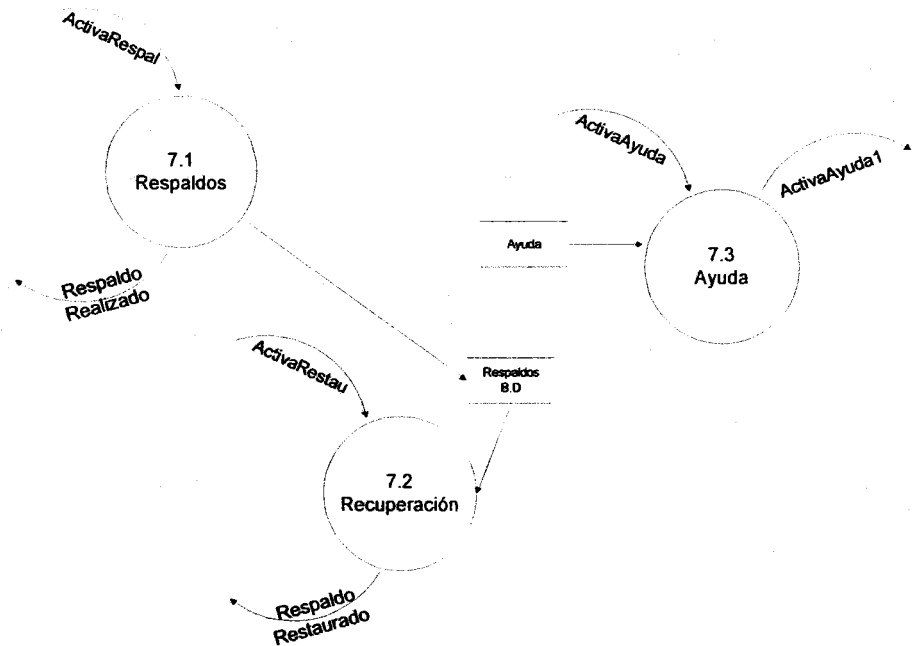 ActivaRespal
7.1
Respaldos
Respaldo
Realizado
ActivaAyuda
ActivaAyuda1
Ayuda
7.3
Ayuda
ActivaRestau
Respaldos
B.D
7.2
Recuperación
Respaldo
Restaurado